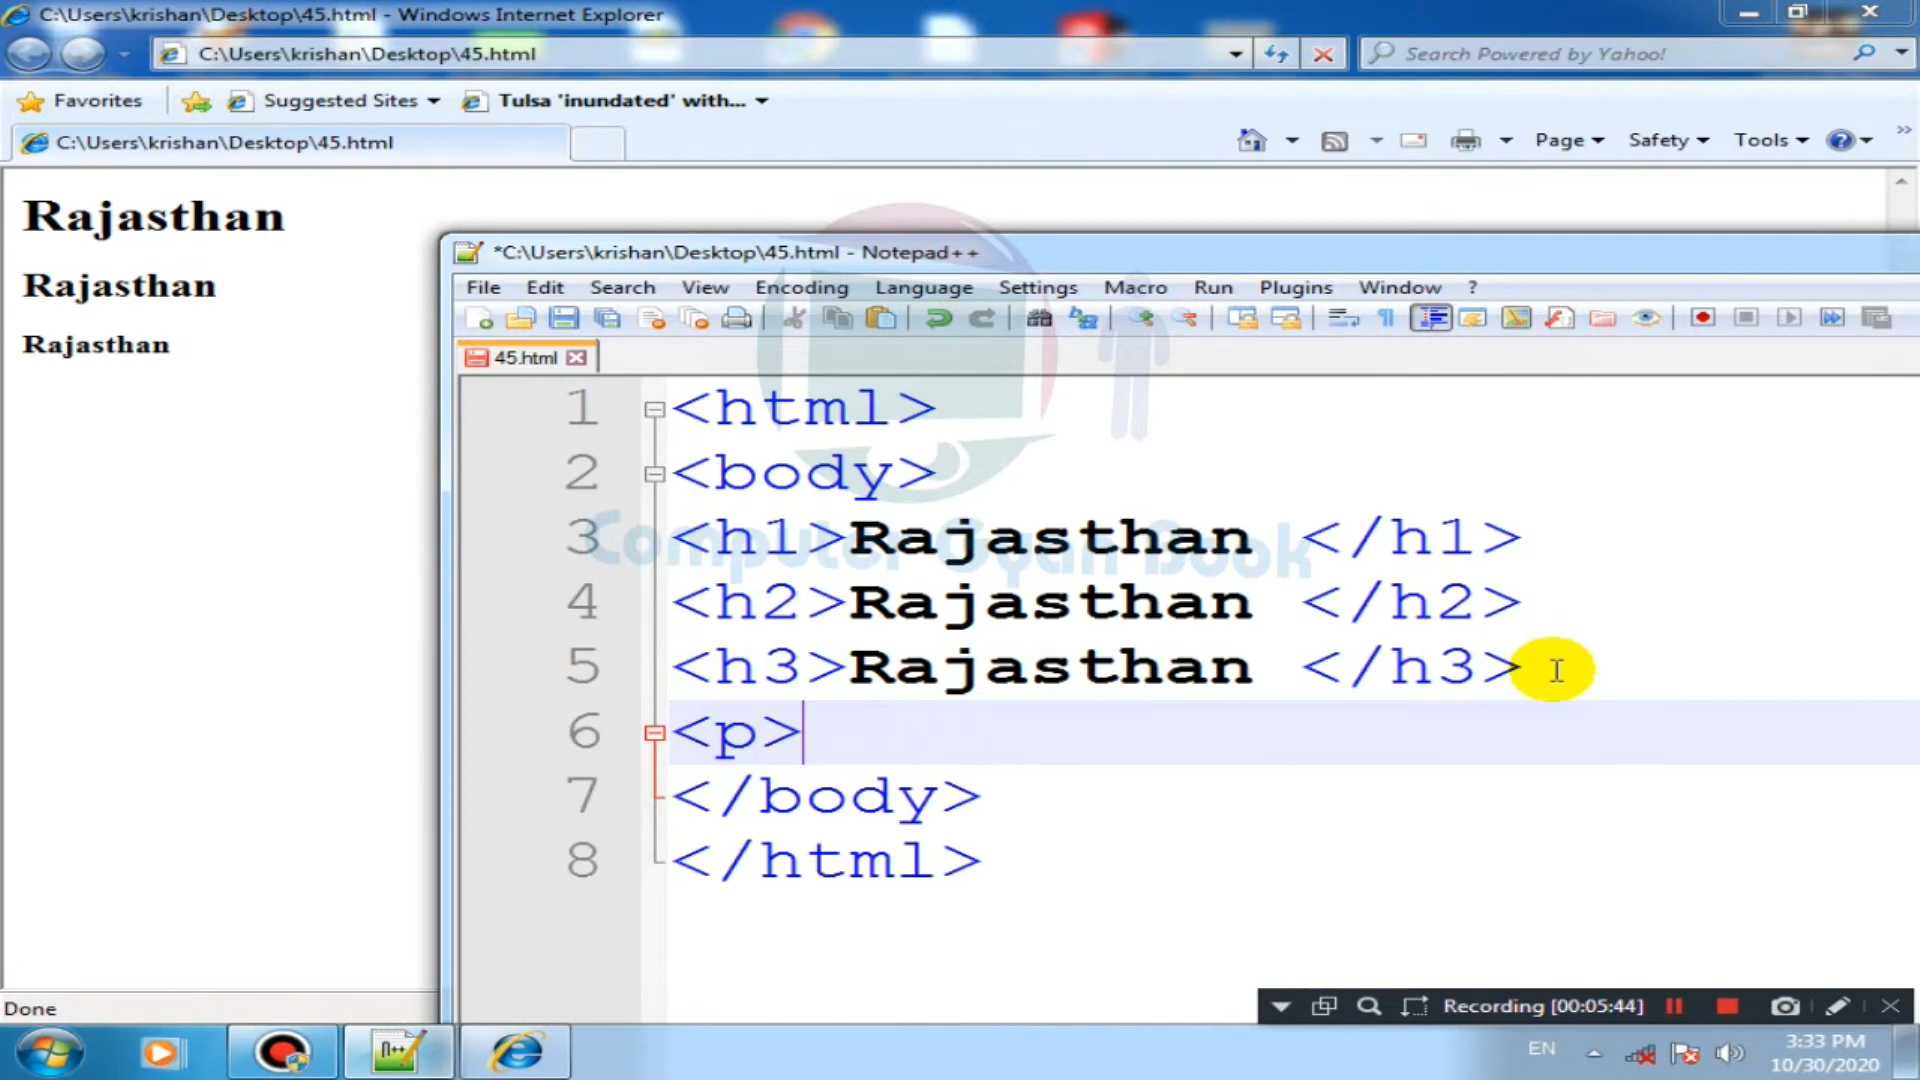 C:\Users\krishan\Desktop\45.html - Windows Internet Explorer
C:\Users\krishan\Desktop\45.html
Search Powered by Yahoo!
Favorites
Suggested Sites
Tulsa 'inundated' with...
C:\Users\krishan\Desktop\45.html
Page
Safety
Tools
Rajasthan
Rajasthan
Rajasthan
*C:\Users\krishan\Desktop\45.html - Notepad++
File Edit Search View Encoding Language Settings Macro Run Plugins Window ?
45.html
1 <html>
2 <body>
3 <h1>Rajasthan </h1>
Computer Gyan Book
4 <h2>Rajasthan </h2>
5 <h3>Rajasthan </h3>
6 <p>
7 </body>
8 </html>
Done
Recording [00:05:44]
EN
3:33 PM
10/30/2020